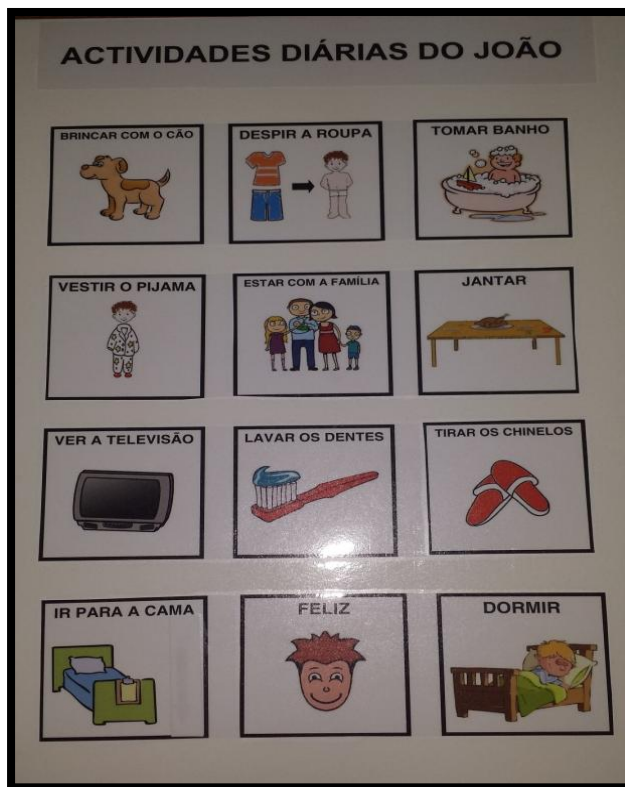 ACTIVIDADES DIÁRIAS DO JOÃO
BRINCAR COM O CÃO
DESPIR A ROUPA
TOMAR BANHO
VESTIR O PIJAMA
ESTAR COM A FAMÍLIA
JANTAR
VER A TELEVISÃO
LAVAR OS DENTES
TIRAR OS CHINELOS
IR PARA A CAMA
FELIZ
DORMIR